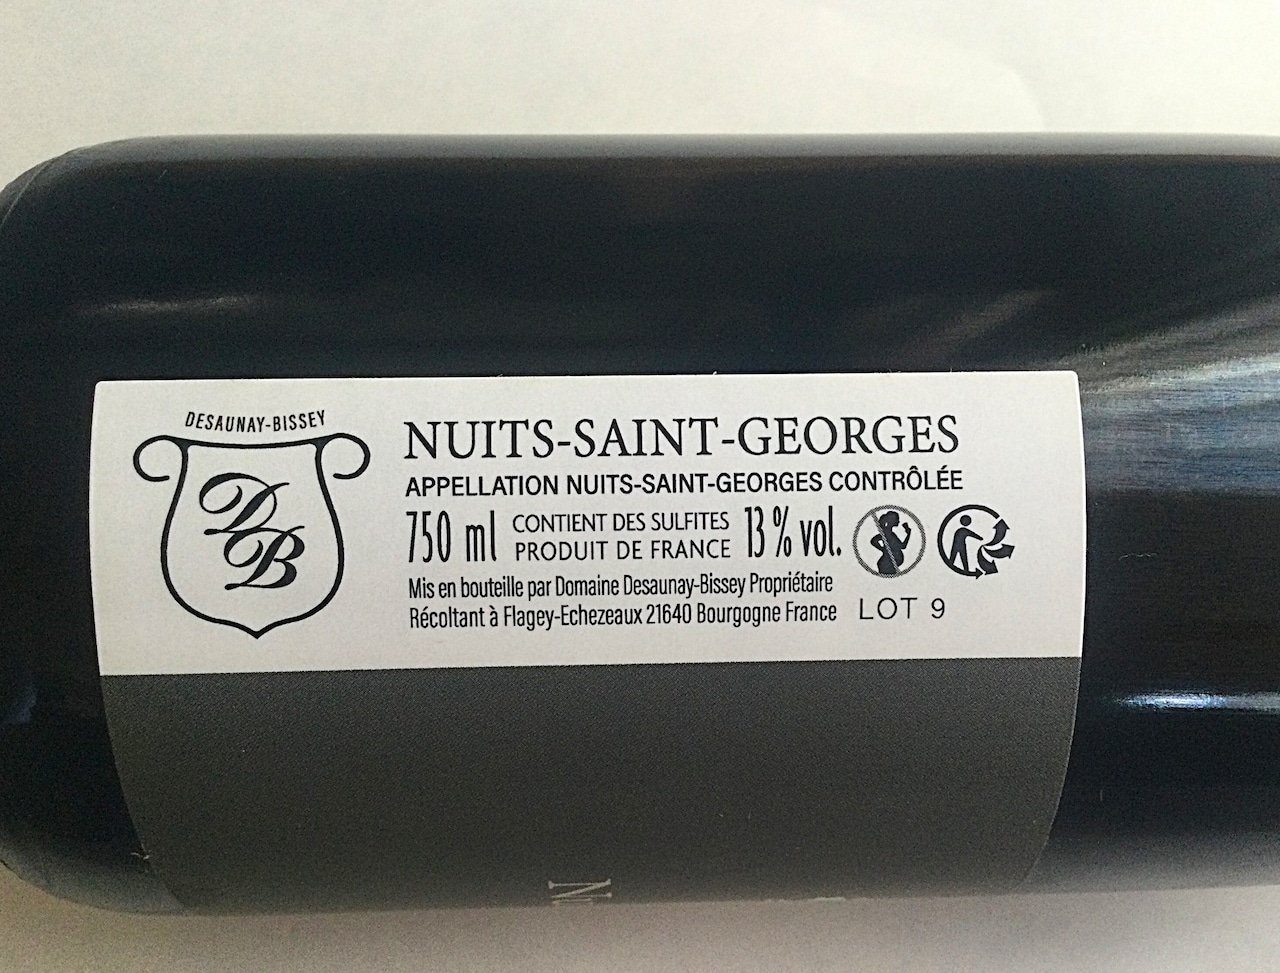 DESAUNAY-BISSEY
DB
NUITS-SAINT-GEORGES
APPELLATION NUITS-SAINT-GEORGES CONTRÔLÉE
750 ml CONTIENT DES SULFITES 13 % vol.
PRODUIT DE FRANCE
Mis en bouteille par Domaine Desaunay-Bissey Propriétaire
Récoltant à Flagey-Echezeaux 21640 Bourgogne France LOT 9